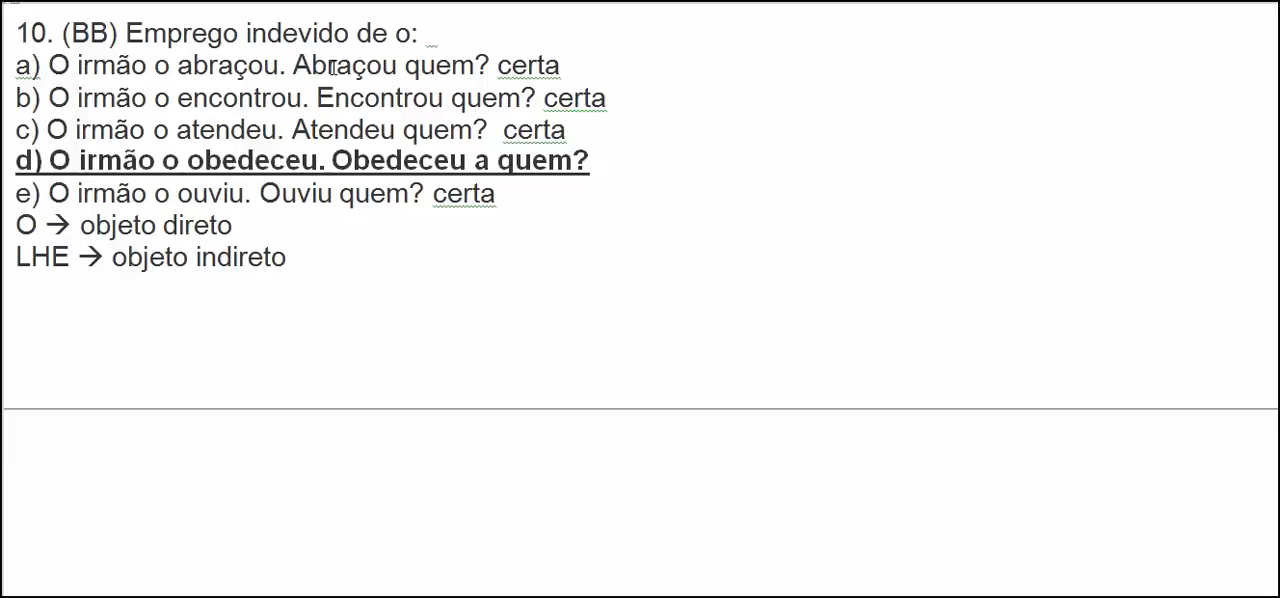 10. (BB) Emprego indevido de o:
a) O irmão o abraçou. Abraçou quem? certa
b) O irmão o encontrou. Encontrou quem? certa
c) O irmão o atendeu. Atendeu quem? certa
d) O irmão o obedeceu. Obedeceu a quem?
e) O irmão o ouviu. Ouviu quem? certa
O → objeto direto
LHE → objeto indireto